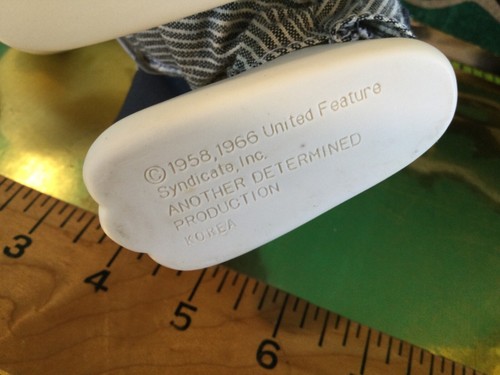 © 1958, 1966 United Feature
Syndicate, Inc.
ANOTHER DETERMINED
PRODUCTION
KOREA
3
4
5
6